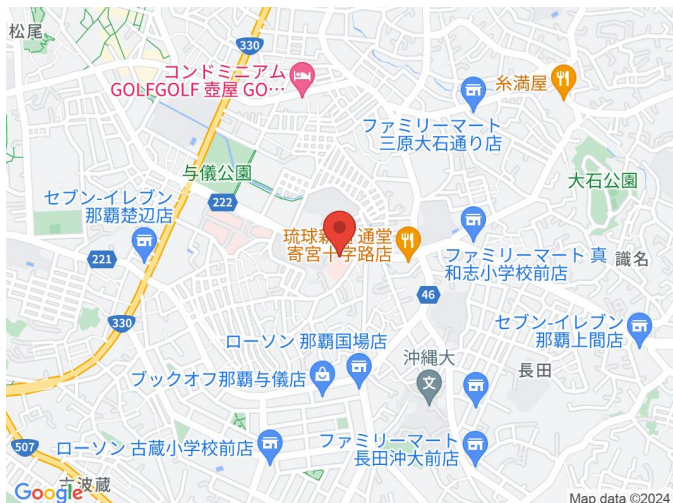 松尾
330
コンドミニアム
GOLFGOLF 壺屋 GO…
糸満屋
ファミリーマート
三原大石通り店
与儀公園
大石公園
セブン-イレブン
那覇楚辺店
222
琉球新
通堂
寄宮十字路店
ファミリーマート 真
和志小学校前店
識名
221
46
330
ローソン 那覇国場店
セブン-イレブン
那覇上間店
沖縄大
長田
ブックオフ那覇与儀店
ローソン 古蔵小学校前店
ファミリーマート
長田沖大前店
507
古波蔵
Google
Map data ©2024